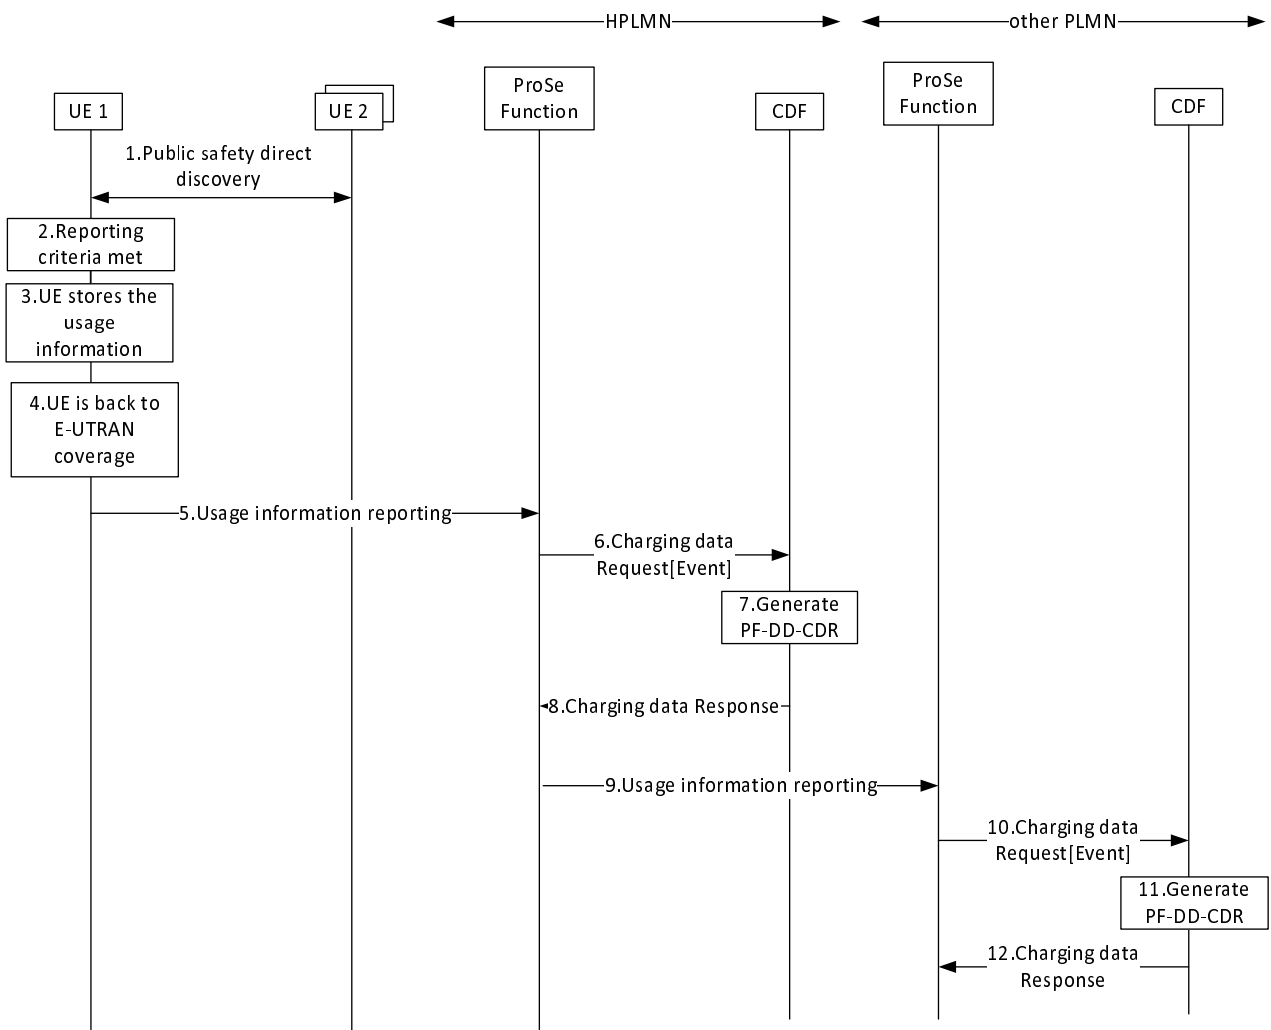 HPLMN
other PLMN
UE 1
UE 2
ProSe
Function
CDF
ProSe
Function
CDF
1.Public safety direct
discovery
2.Reporting
criteria met
3.UE stores the
usage
information
4.UE is back to
E-UTRAN
coverage
5.Usage information reporting
6.Charging data
Request[Event]
7.Generate
PF-DD-CDR
8.Charging data Response
9.Usage information reporting
10.Charging data
Request[Event]
11.Generate
PF-DD-CDR
12.Charging data
Response